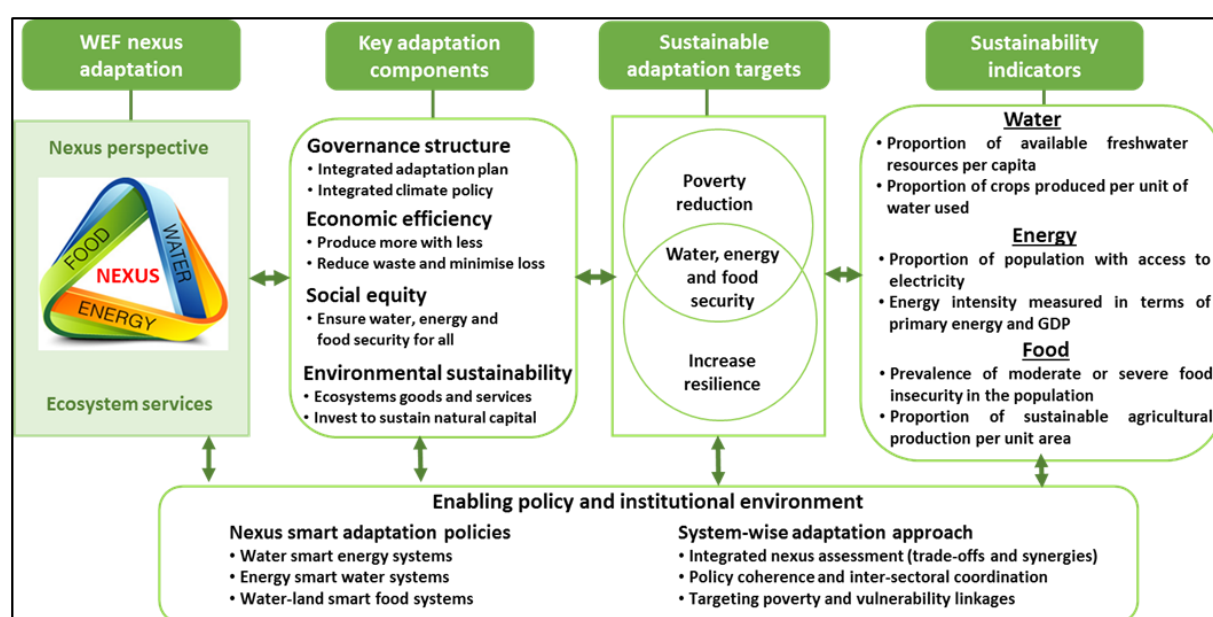 WEF nexus
adaptation
Key adaptation
components
Sustainable
adaptation targets
Sustainability
indicators
Nexus perspective
FOOD
WATER
NEXUS
ENERGY
Ecosystem services
Governance structure
• Integrated adaptation plan
• Integrated climate policy
Economic efficiency
• Produce more with less
• Reduce waste and minimise loss
Social equity
• Ensure water, energy and
food security for all
Environmental sustainability
• Ecosystems goods and services
• Invest to sustain natural capital
Poverty
reduction
Water, energy
and food
security
Increase
resilience
Water
• Proportion of available freshwater
resources per capita
• Proportion of crops produced per unit of
water used
Energy
• Proportion of population with access to
electricity
• Energy intensity measured in terms of
primary energy and GDP
Food
• Prevalence of moderate or severe food
insecurity in the population
• Proportion of sustainable agricultural
production per unit area
Enabling policy and institutional environment
Nexus smart adaptation policies
• Water smart energy systems
• Energy smart water systems
• Water-land smart food systems
System-wise adaptation approach
• Integrated nexus assessment (trade-offs and synergies)
• Policy coherence and inter-sectoral coordination
• Targeting poverty and vulnerability linkages